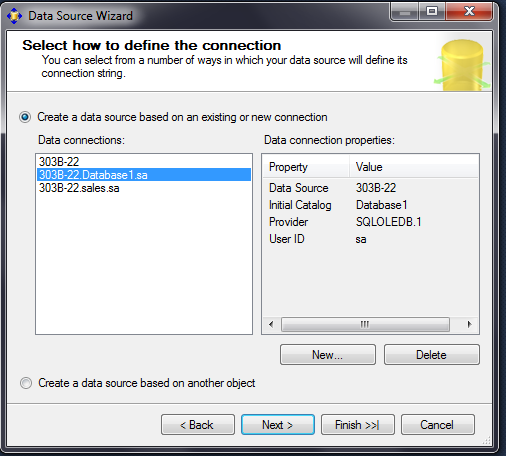 Data Source Wizard
Select how to define the connection
You can select from a number of ways in which your data source will define its
connection string.
Create a data source based on an existing or new connection
Data connections:
303B-22
303B-22.Database1.sa
303B-22.sales.sa
Data connection properties:
Property Value
Data Source 303B-22
Initial Catalog Database1
Provider SQLOLEDB.1
User ID sa
New... Delete
Create a data source based on another object
< Back Next > Finish >>| Cancel